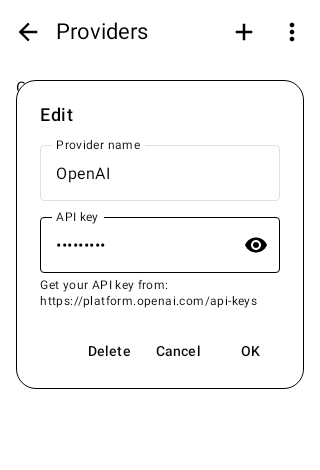 Providers
Edit
Provider name
OpenAI
API key
•••••••••
Get your API key from:
https://platform.openai.com/api-keys
Delete Cancel OK